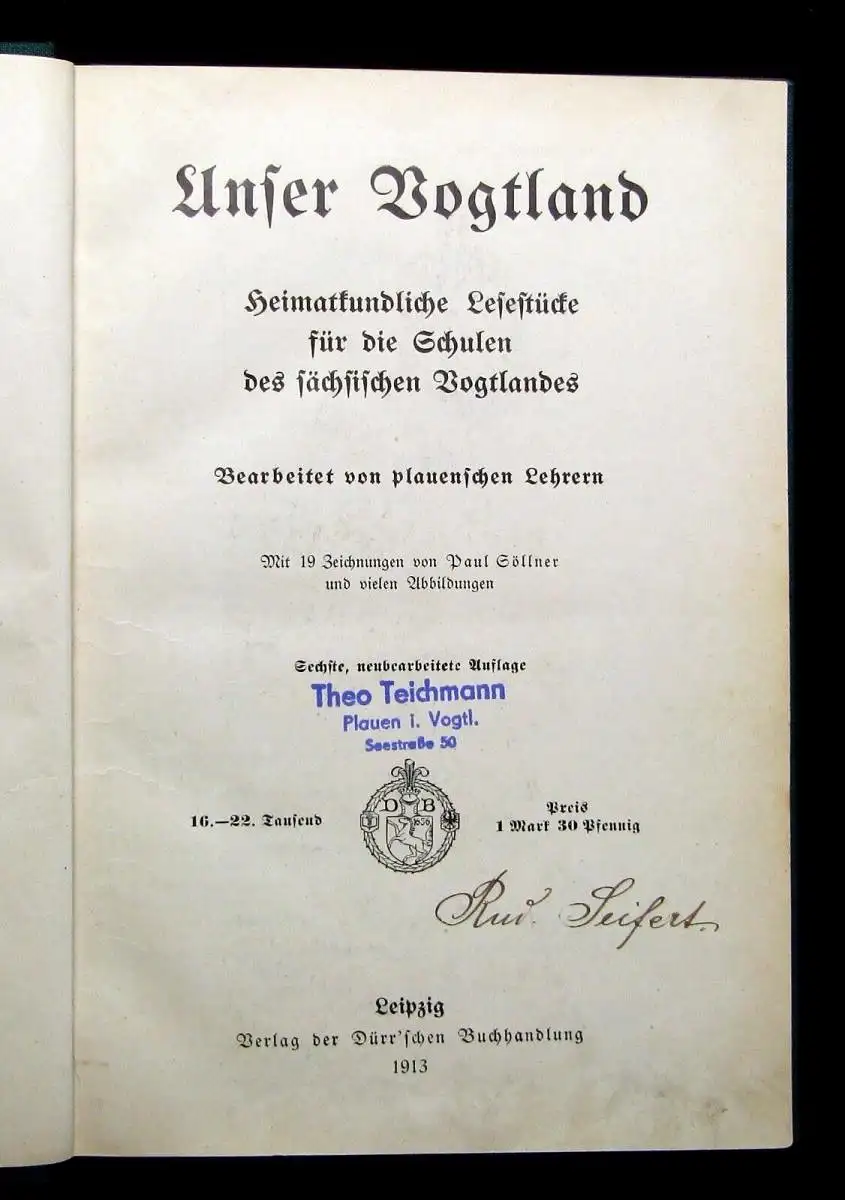 Unser Vogtland
Heimatkundliche Lesestücke
für die Schulen
des sächsischen Vogtlandes
Bearbeitet von plauenschen Lehrern
Mit 19 Zeichnungen von Paul Söllner
und vielen Abbildungen
Sechste, neubearbeitete Auflage
Theo Teichmann
Plauen i. Vogtl.
Seestraße 50
16.—22. Tausend
D B
1656
Preis
1 Mark 30 Pfennig
Rud. Seifert.
Leipzig
Verlag der Dürr'schen Buchhandlung
1913